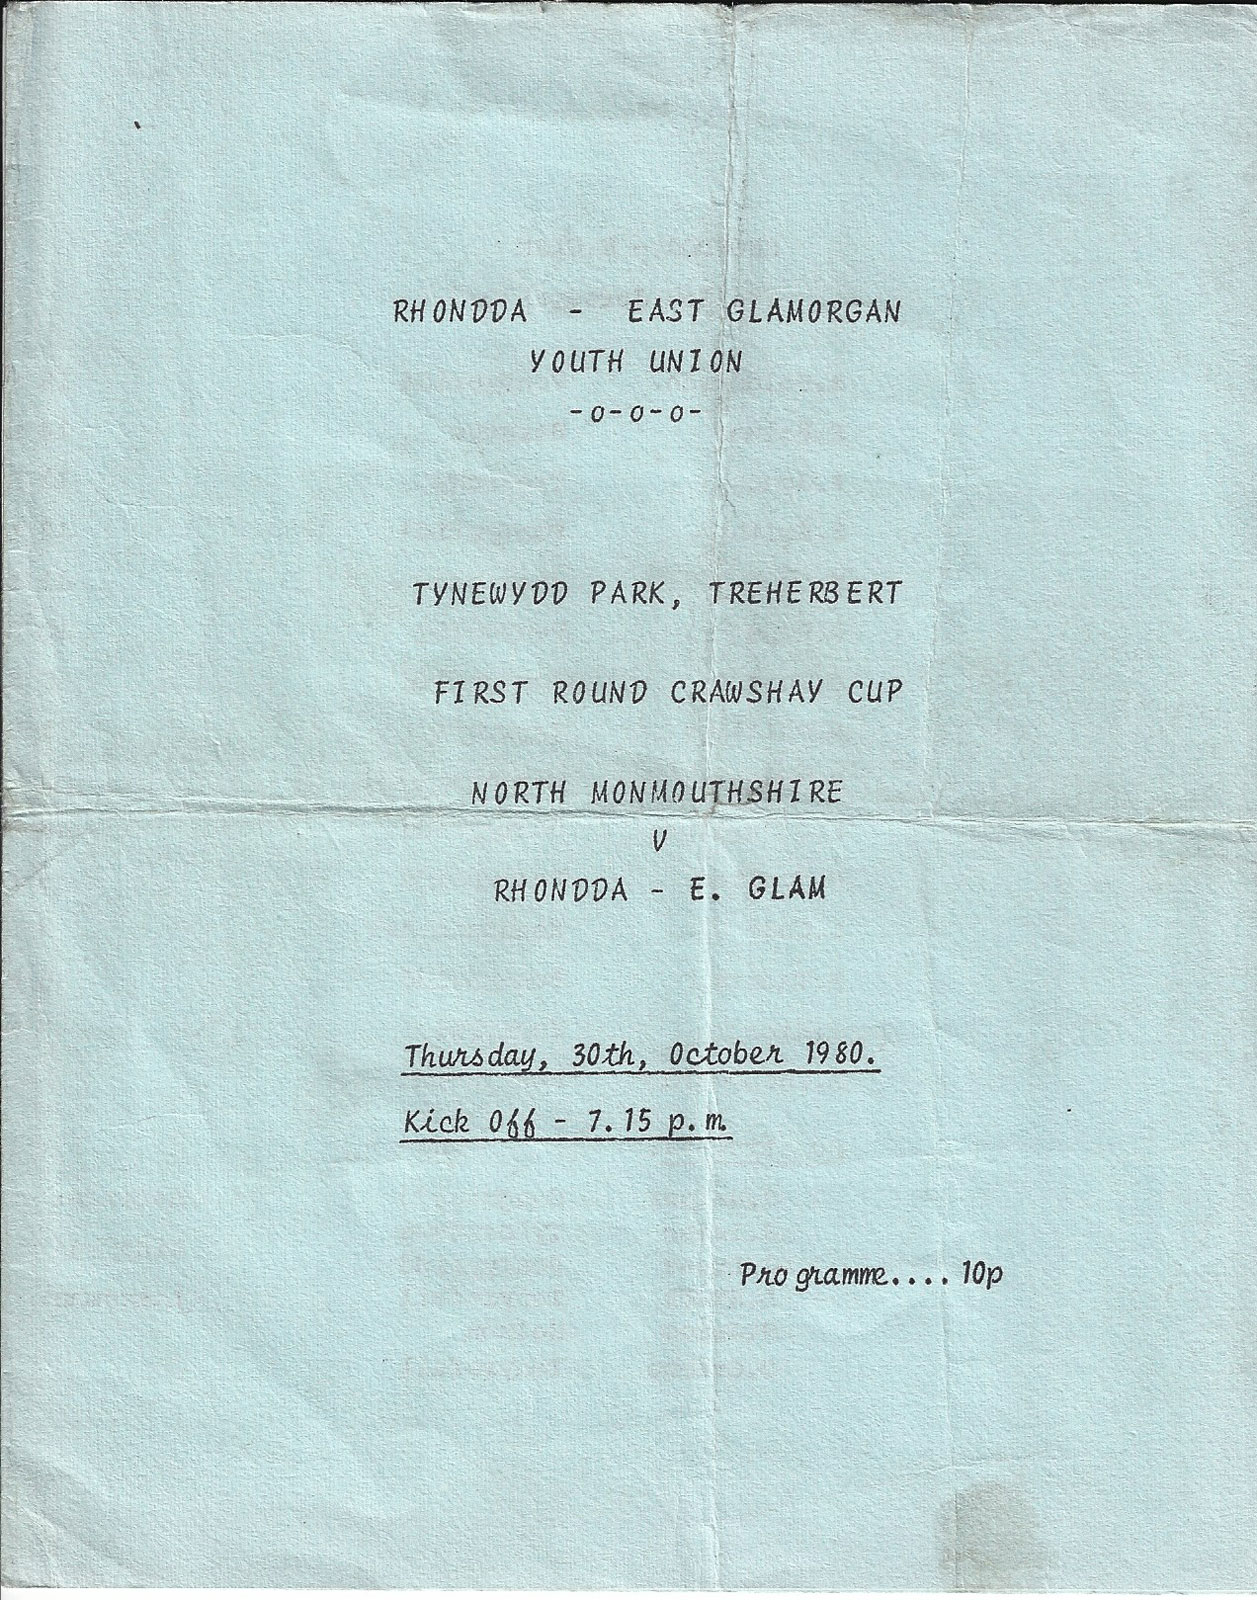 RHONDDA - EAST GLAMORGAN
YOUTH UNION
-o-o-o-
TYNEWYDD PARK, TREHERBERT
FIRST ROUND CRAWSHAY CUP
NORTH MONMOUTHSHIRE
V
RHONDDA - E. GLAM
Thursday, 30th, October 1980.
Kick Off - 7.15 p.m.
Programme.... 10p